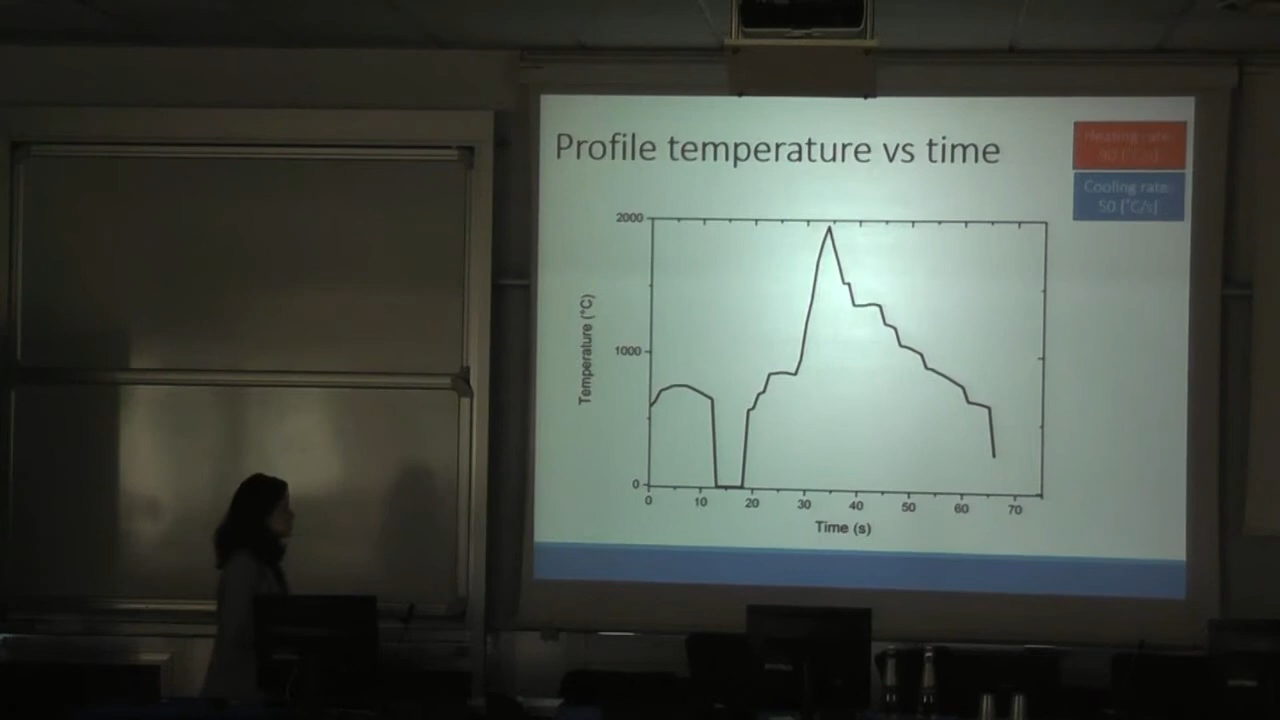 Profile temperature vs time
Heating rate:
Cooling rate:
50 [°C/s]
2000
1000
0
Temperature (°C)
0 10 20 30 40 50 60 70
Time (s)